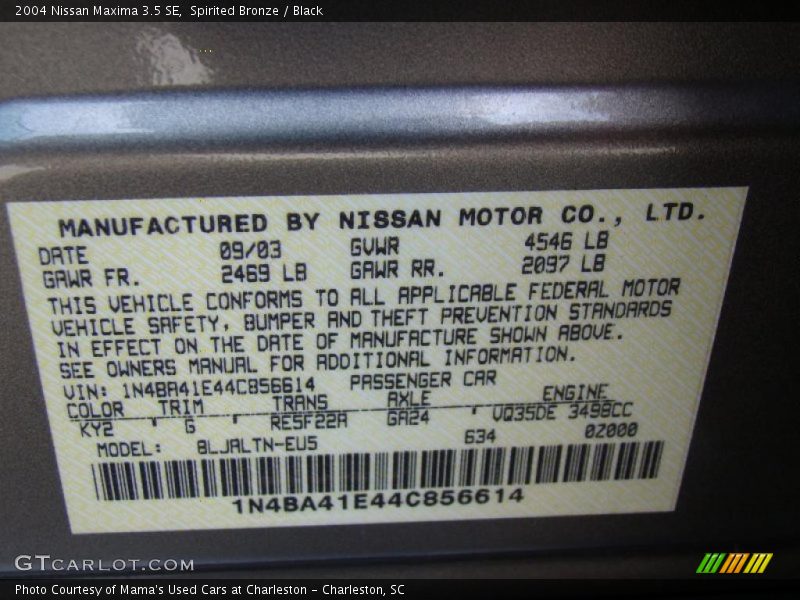 2004 Nissan Maxima 3.5 SE, Spirited Bronze / Black
MANUFACTURED BY NISSAN MOTOR CO., LTD.
DATE 09/03 GVWR 4546 LB
GAWR FR. 2469 LB GAWR RR. 2097 LB
THIS VEHICLE CONFORMS TO ALL APPLICABLE FEDERAL MOTOR
VEHICLE SAFETY, BUMPER AND THEFT PREVENTION STANDARDS
IN EFFECT ON THE DATE OF MANUFACTURE SHOWN ABOVE.
SEE OWNERS MANUAL FOR ADDITIONAL INFORMATION.
VIN: 1N4BA41E44C856614 PASSENGER CAR
COLOR TRIM TRANS AXLE ENGINE
KY2 G RE5F22A GA24 VQ35DE 3498CC
MODEL: 8LJALTN-EU5 634 0Z000
1N4BA41E44C856614
GTCARLOT.COM
Photo Courtesy of Mama's Used Cars at Charleston - Charleston, SC